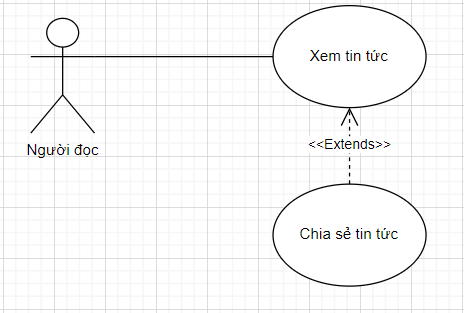 Xem tin tức
Người đọc
<<Extends>>
Chia sẻ tin tức